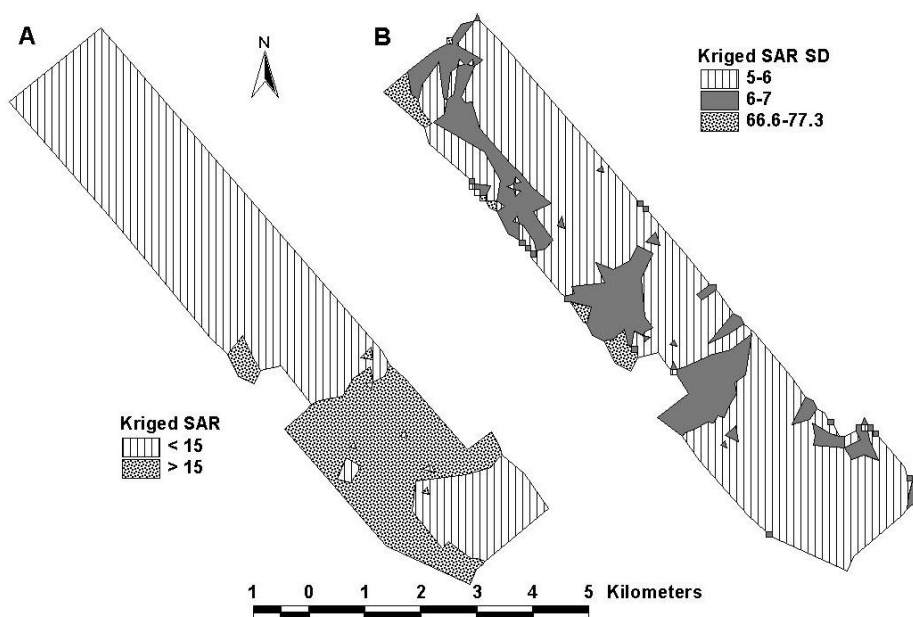 A
N
B
Kriged SAR SD
5-6
6-7
66.6-77.3
Kriged SAR
< 15
> 15
1 0 1 2 3 4 5 Kilometers